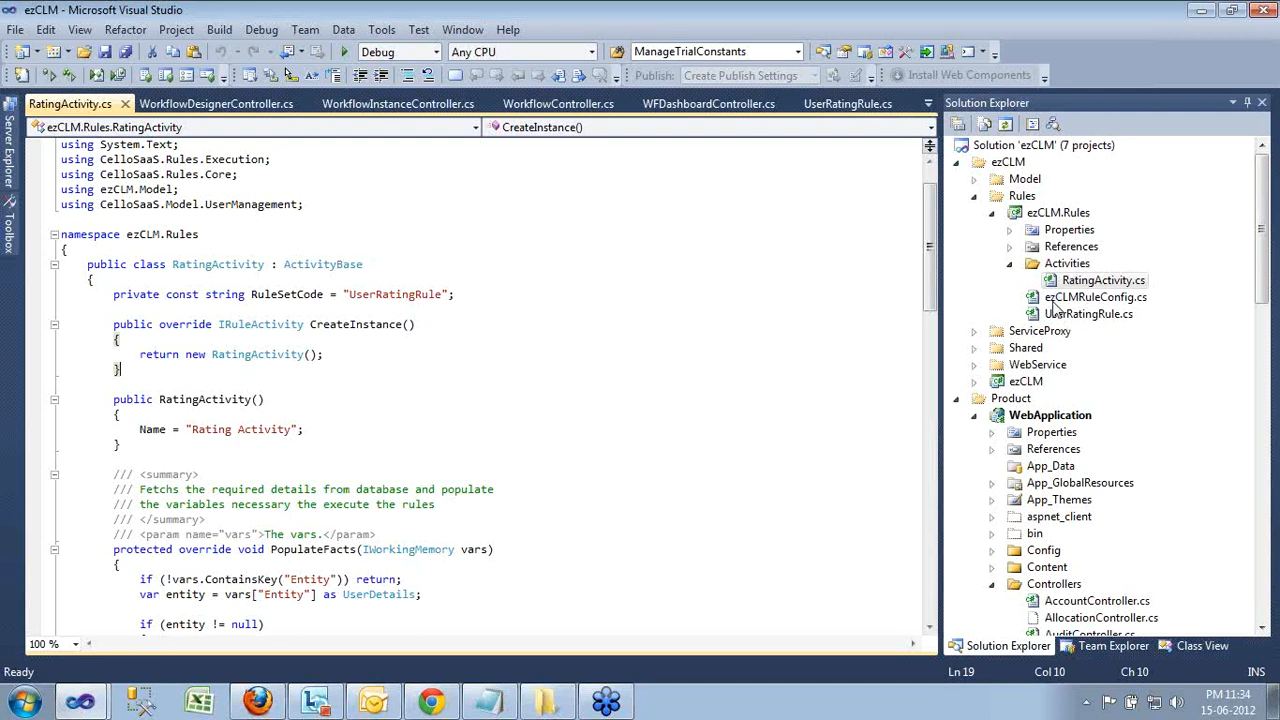 ezCLM - Microsoft Visual Studio
File Edit View Refactor Project Build Debug Team Data Tools Test Window Help
Debug Any CPU ManageTrialConstants
Publish: Create Publish Settings Install Web Components
RatingActivity.cs WorkflowDesignerController.cs WorkflowInstanceController.cs WorkflowController.cs WFDashboardController.cs UserRatingRule.cs
ezCLM.Rules.RatingActivity CreateInstance()
Server Explorer
Toolbox
using System.Text;
using CelloSaaS.Rules.Execution;
using CelloSaaS.Rules.Core;
using ezCLM.Model;
using CelloSaaS.Model.UserManagement;
namespace ezCLM.Rules
{
public class RatingActivity : ActivityBase
{
private const string RuleSetCode = "UserRatingRule";
public override IRuleActivity CreateInstance()
{
return new RatingActivity();
}
public RatingActivity()
{
Name = "Rating Activity";
}
/// <summary>
/// Fetchs the required details from database and populate
/// the variables necessary the execute the rules
/// </summary>
/// <param name="vars">The vars.</param>
protected override void PopulateFacts(IWorkingMemory vars)
{
if (!vars.ContainsKey("Entity")) return;
var entity = vars["Entity"] as UserDetails;
if (entity != null)
100 %
Solution Explorer
Solution 'ezCLM' (7 projects)
ezCLM
Model
Rules
ezCLM.Rules
Properties
References
Activities
RatingActivity.cs
ezCLMRuleConfig.cs
UserRatingRule.cs
ServiceProxy
Shared
WebService
ezCLM
Product
WebApplication
Properties
References
App_Data
App_GlobalResources
App_Themes
aspnet_client
bin
Config
Content
Controllers
AccountController.cs
AllocationController.cs
AuditController.cs
Solution Explorer Team Explorer Class View
Ready Ln 19 Col 10 Ch 10 INS
PM 11:34
15-06-2012